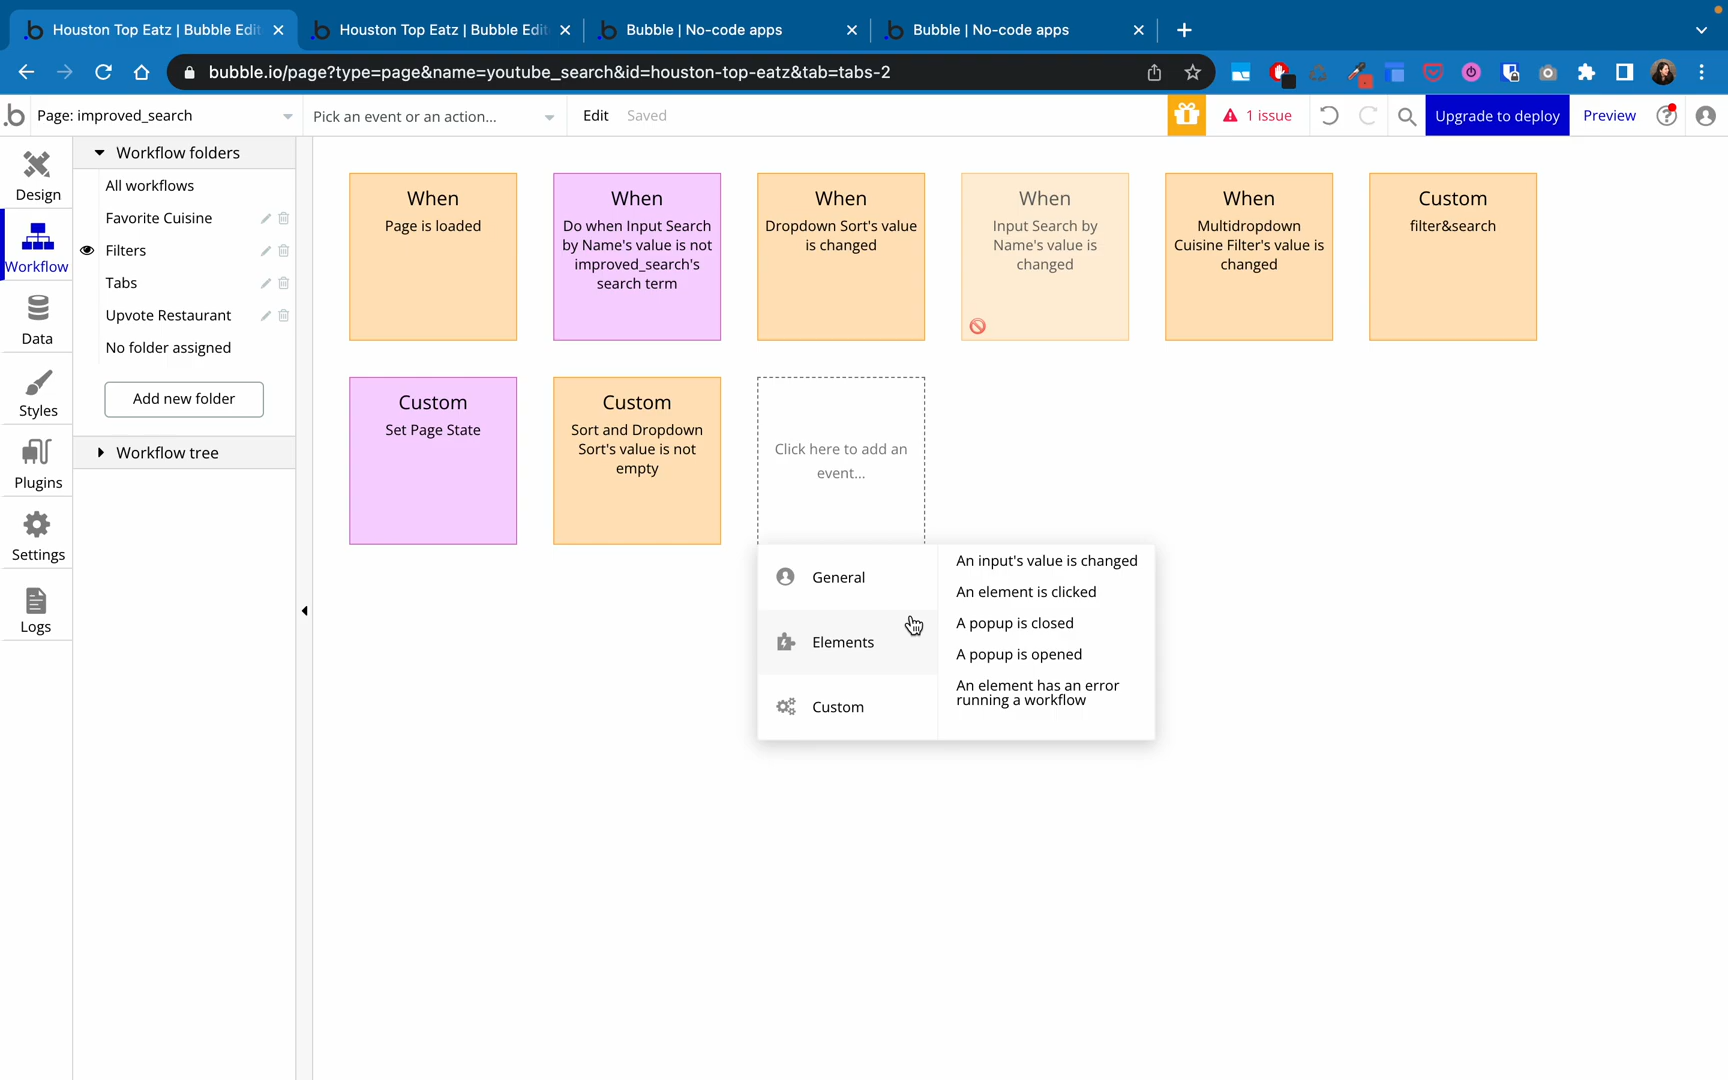 Houston Top Eatz | Bubble Edit
Houston Top Eatz | Bubble Edit
Bubble | No-code apps
Bubble | No-code apps
bubble.io/page?type=page&name=youtube_search&id=houston-top-eatz&tab=tabs-2
Page: improved_search
Pick an event or an action...
Edit
Saved
1 issue
Upgrade to deploy
Preview
Design
Workflow
Data
Styles
Plugins
Settings
Logs
Workflow folders
All workflows
Favorite Cuisine
Filters
Tabs
Upvote Restaurant
No folder assigned
Add new folder
Workflow tree
When
Page is loaded
When
Do when Input Search
by Name's value is not
improved_search's
search term
When
Dropdown Sort's value
is changed
When
Input Search by
Name's value is
changed
When
Multidropdown
Cuisine Filter's value is
changed
Custom
filter&search
Custom
Set Page State
Custom
Sort and Dropdown
Sort's value is not
empty
Click here to add an
event...
General
Elements
Custom
An input's value is changed
An element is clicked
A popup is closed
A popup is opened
An element has an error
running a workflow